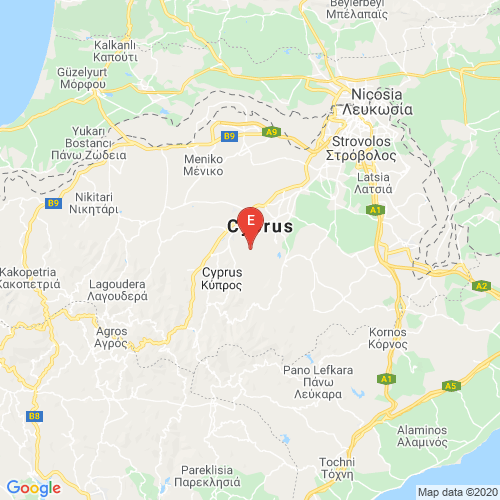 Beylerbeyi
Μπέλαπαϊς
Kalkanlı
Καπούτι
Güzelyurt
Μόρφου
Nicosia
Λευκωσία
Yukarı
Bostancı
Πάνω Ζώδεια
B9
A9
Strovolos
Στρόβολος
Meniko
Μένικο
Latsia
Λατσιά
Nikitari
Νικητάρι
B9
A1
E
Cyprus
Kakopetria
Κακοπετριά
Cyprus
Κύπρος
Lagoudera
Λαγουδερά
A2
Agros
Αγρός
Kornos
Κόρνος
Pano Lefkara
Πάνω
Λεύκαρα
A1
A5
B8
Alaminos
Αλαμινός
Tochni
Τόχνη
Pareklisia
Παρεκλησιά
Google
Map data ©2020